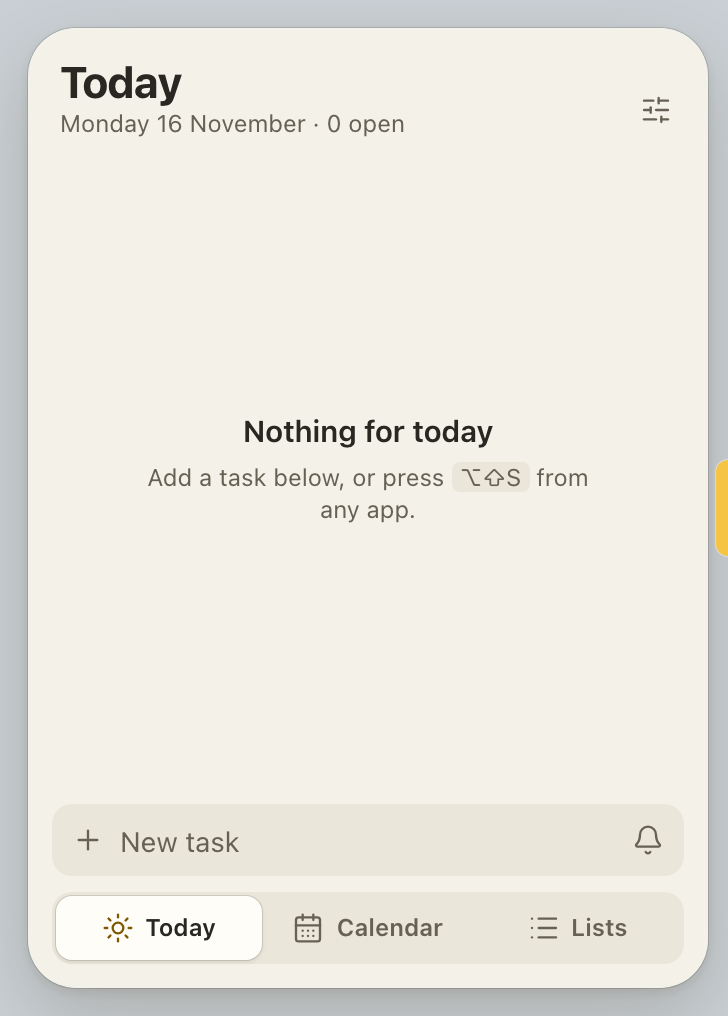 Today
Monday 16 November · 0 open
Nothing for today
Add a task below, or press ⌥⇧S from
any app.
New task
Today
Calendar
Lists